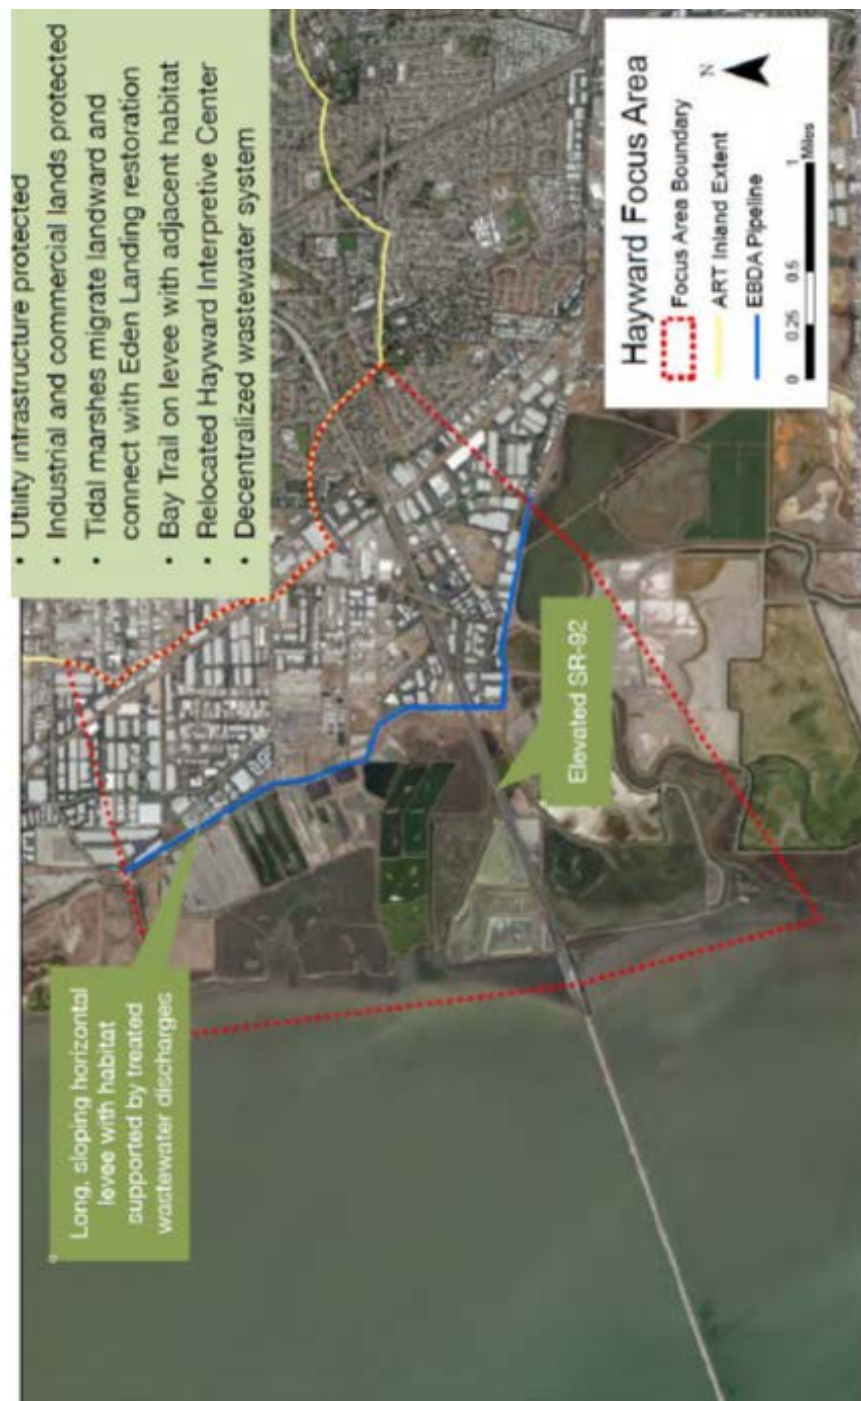 • Utility infrastructure protected
• Industrial and commercial lands protected
• Tidal marshes migrate landward and
connect with Eden Landing restoration
• Bay Trail on levee with adjacent habitat
• Relocated Hayward Interpretive Center
• Decentralized wastewater system
Long, sloping horizontal
levee with habitat
supported by treated
wastewater discharges
Elevated SR-92
Hayward Focus Area
Focus Area Boundary
ART Inland Extent
EBDA Pipeline
N
0 0.25 0.5 1
Miles